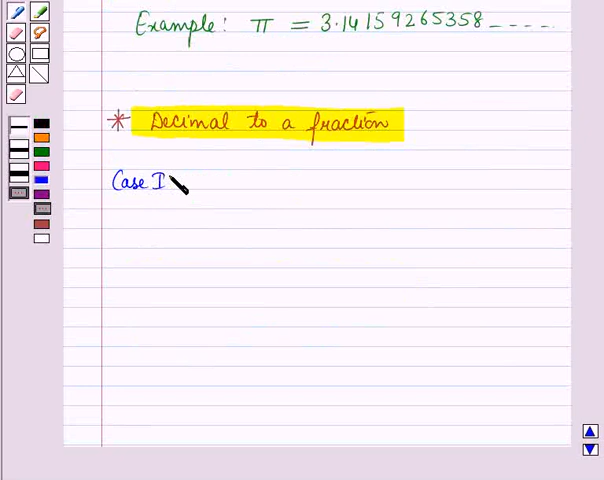 Example: π = 3.14159265358-----
* Decimal to a fraction
Case I